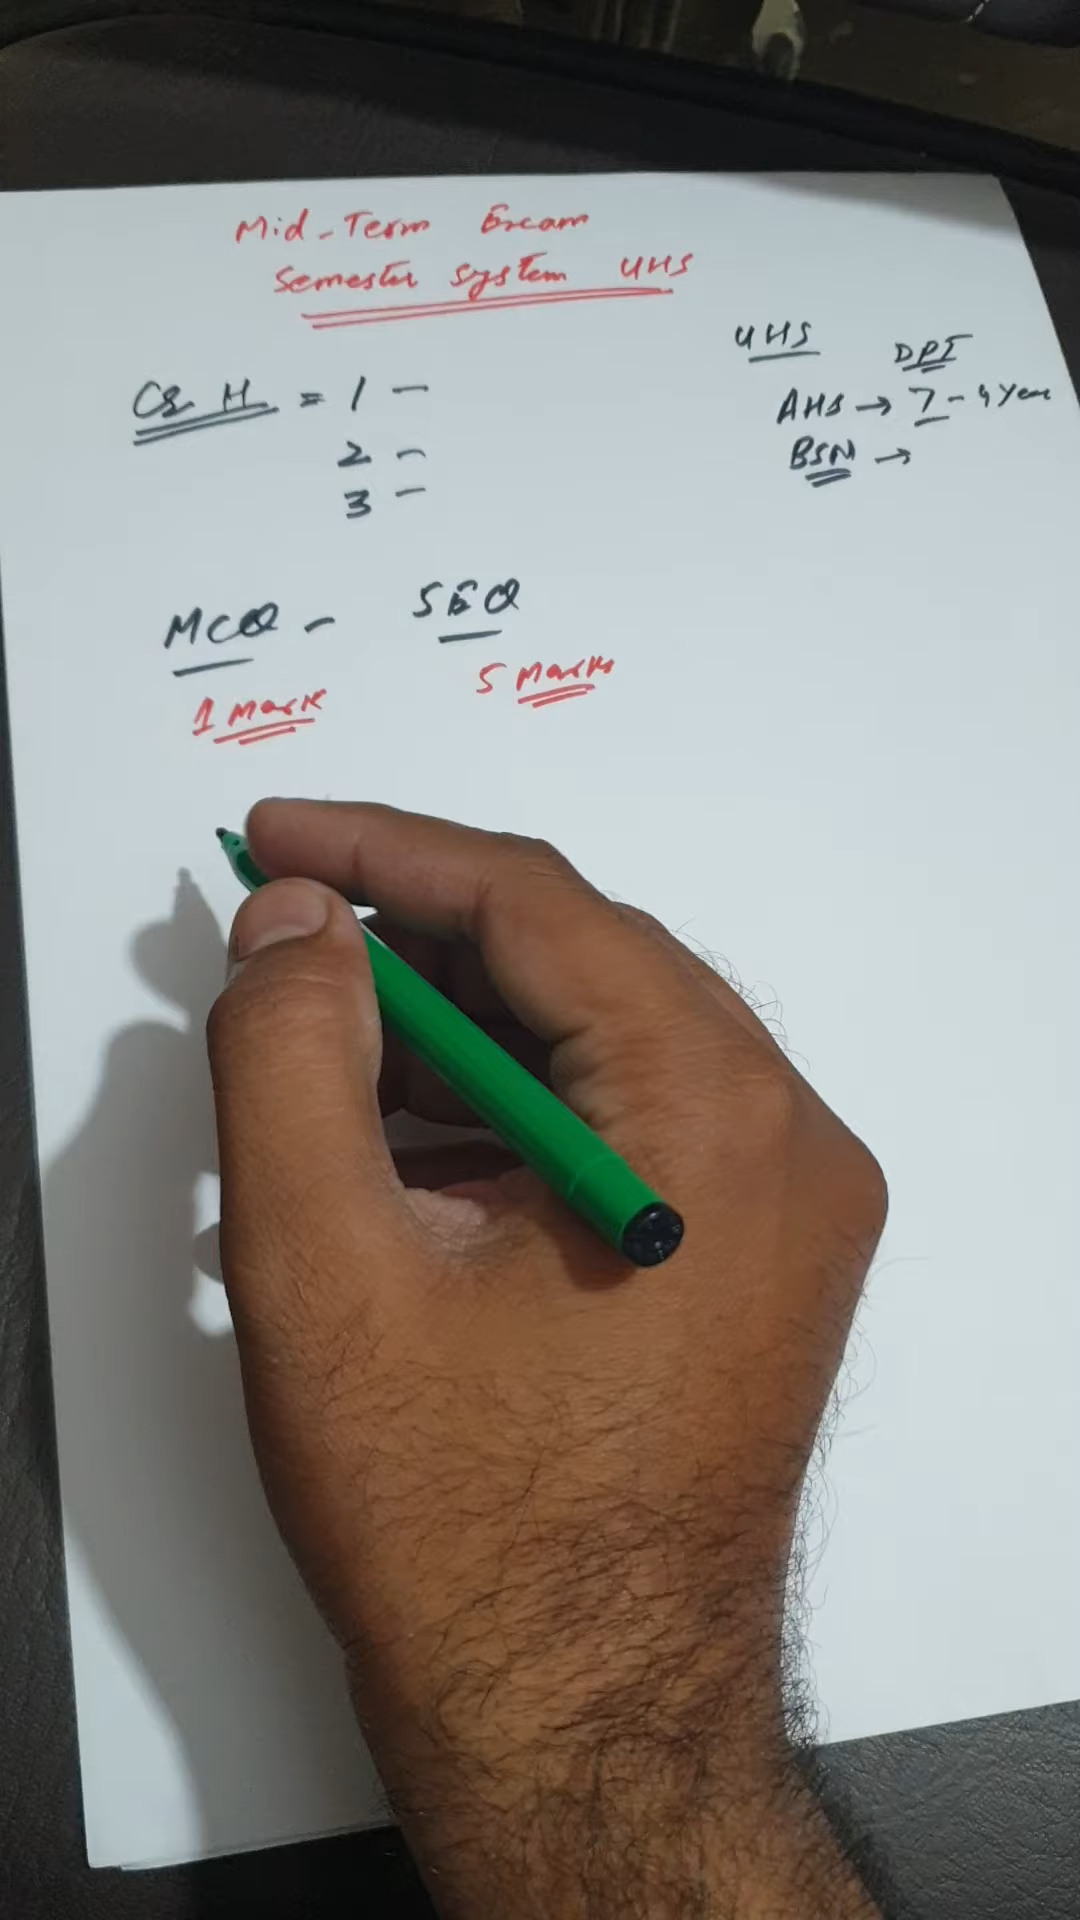 Mid-Term Exam
Semester System UHS
UHS DPT
AHS → 7 - 4 Year
BSN →
Cr H = 1 -
2 -
3 -
MCQ - SEQ
1 Mark 5 Marks